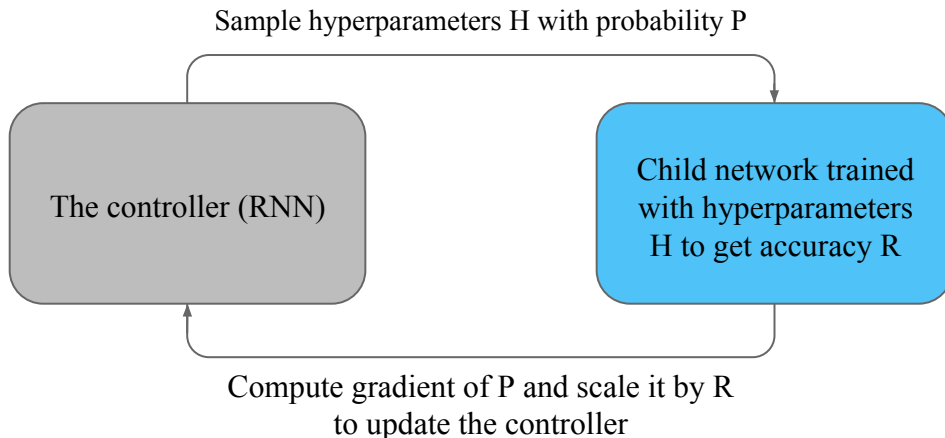 Sample hyperparameters H with probability P
The controller (RNN)
Child network trained
with hyperparameters
H to get accuracy R
Compute gradient of P and scale it by R
to update the controller